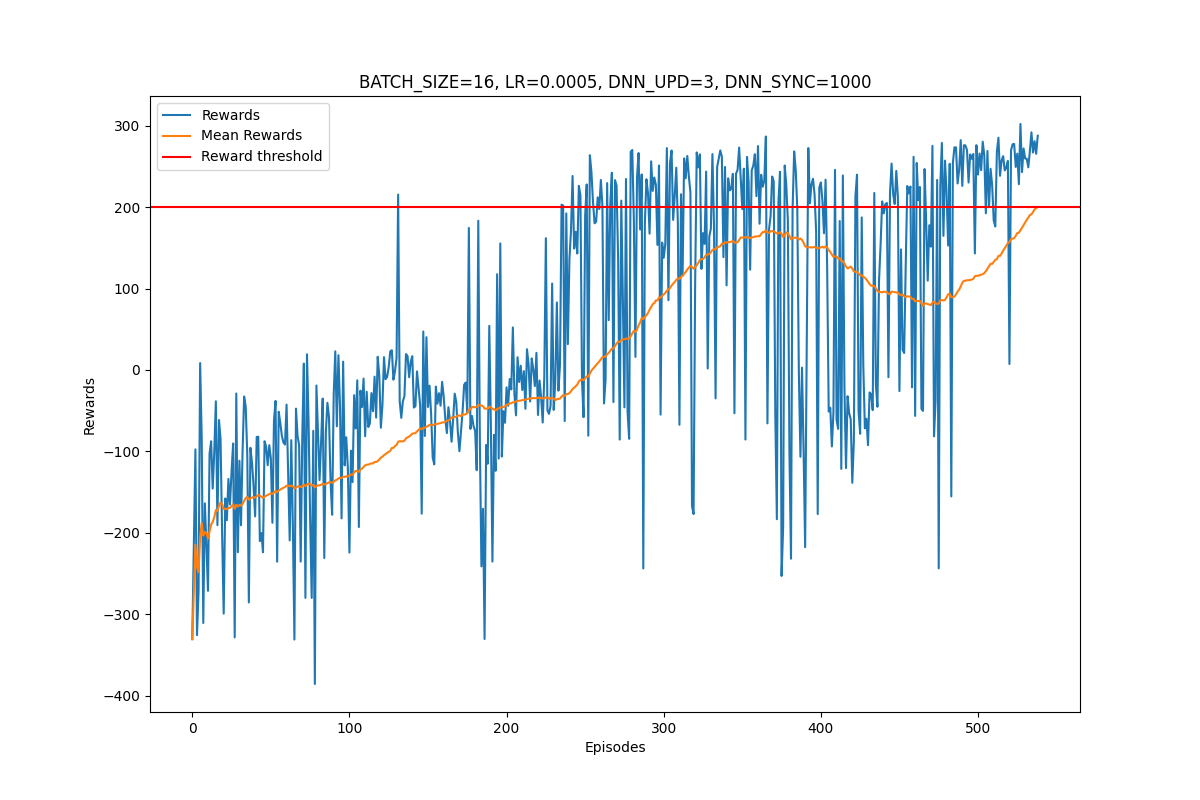 BATCH_SIZE=16, LR=0.0005, DNN_UPD=3, DNN_SYNC=1000
Rewards
Mean Rewards
Reward threshold
300
200
100
0
−100
−200
−300
−400
Rewards
0
100
200
300
400
500
Episodes